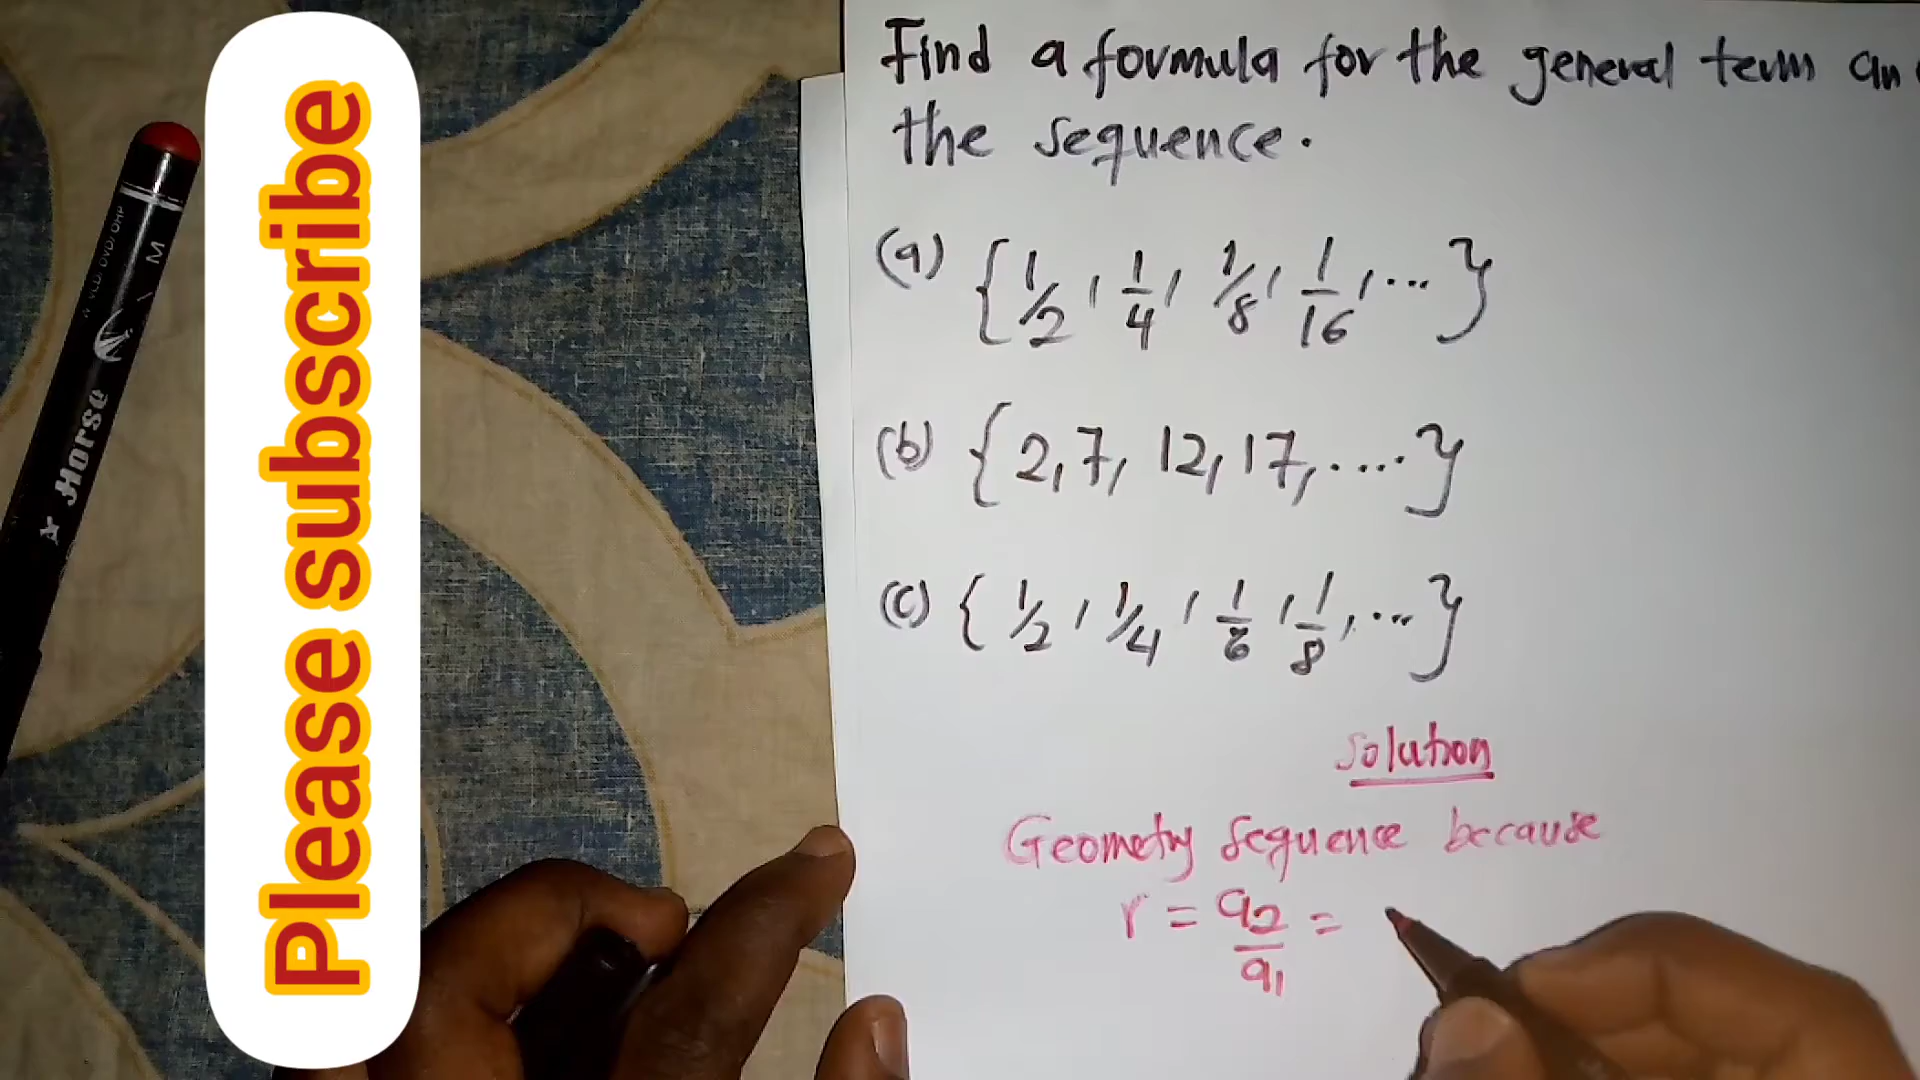 Please subscribe
Horse
M
Find a formula for the general term an
the sequence.
(a) {1/2, 1/4, 1/8, 1/16, ...}
(b) {2, 7, 12, 17, ....}
(c) {1/2, 1/4, 1/6, 1/8, ...}
Solution
Geometry Sequence because
r = a2/a1 =